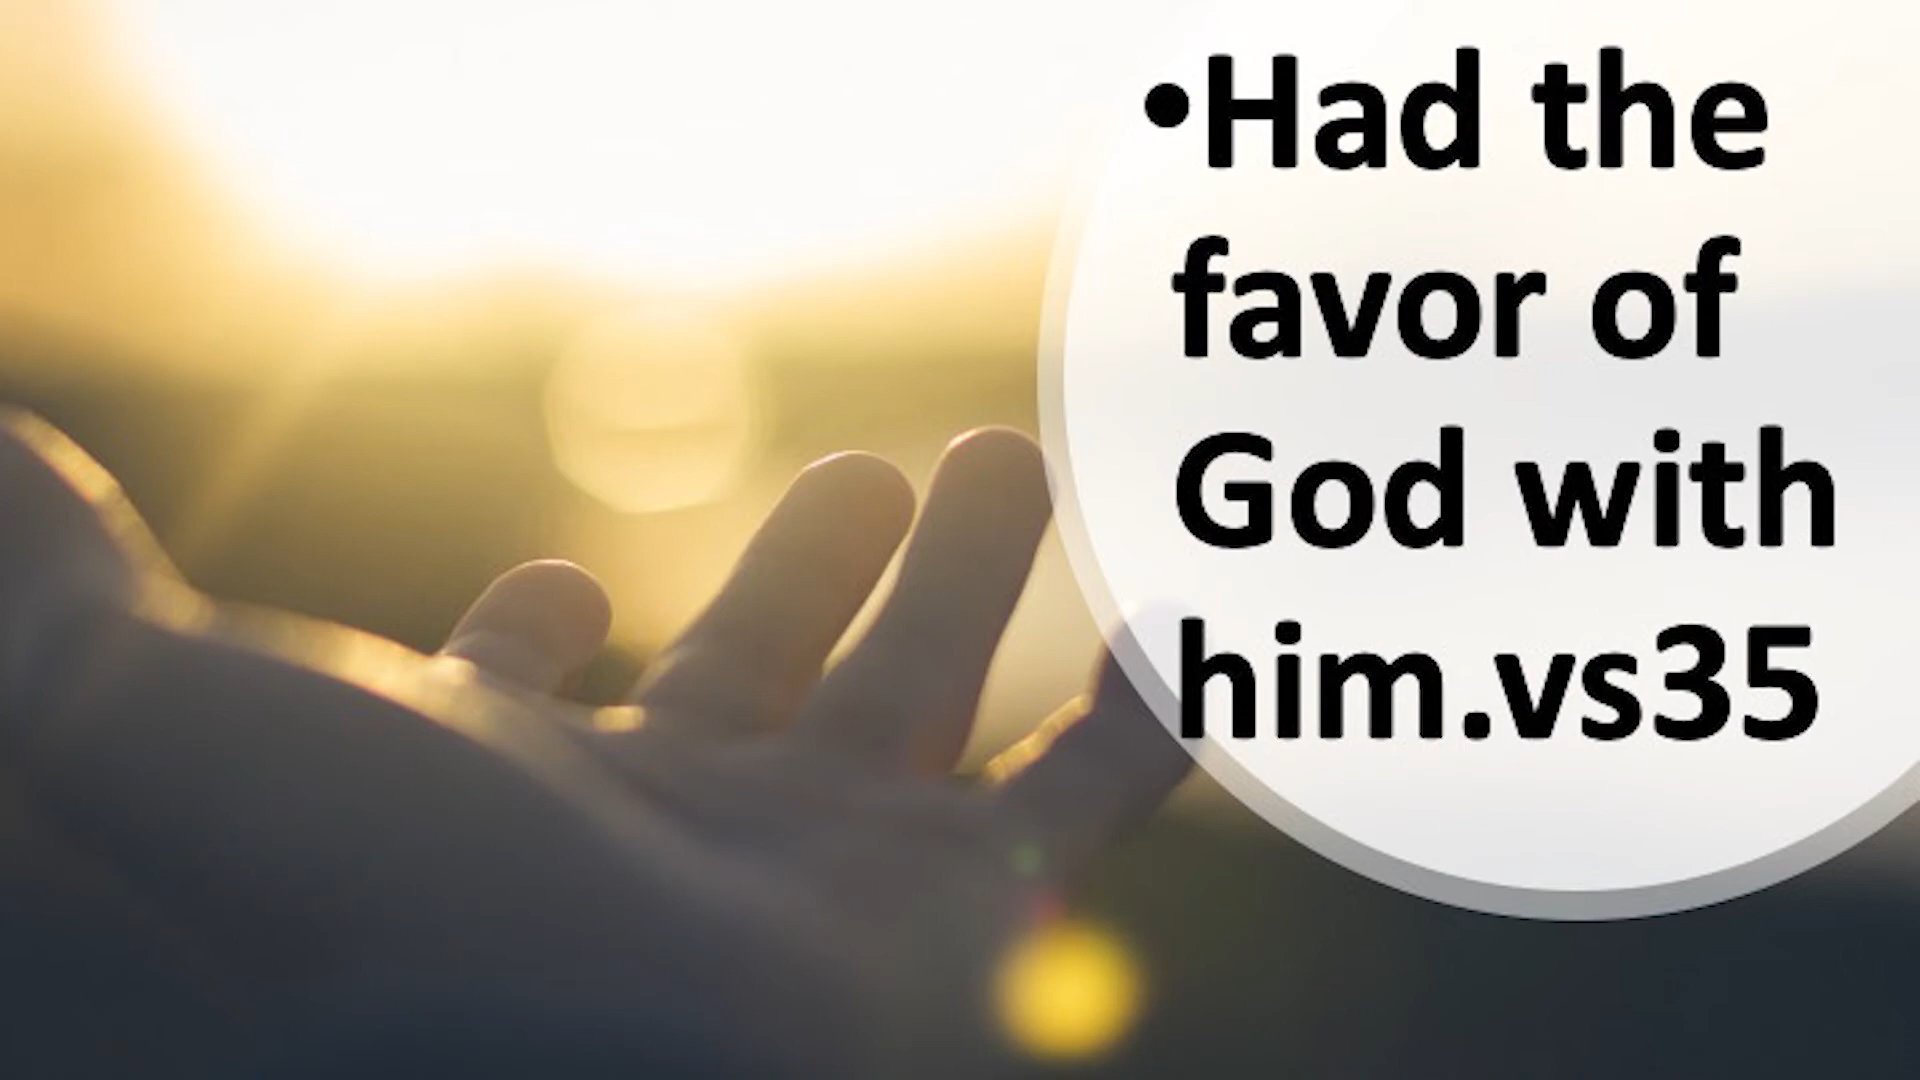 •Had the
favor of
God with
him.vs35